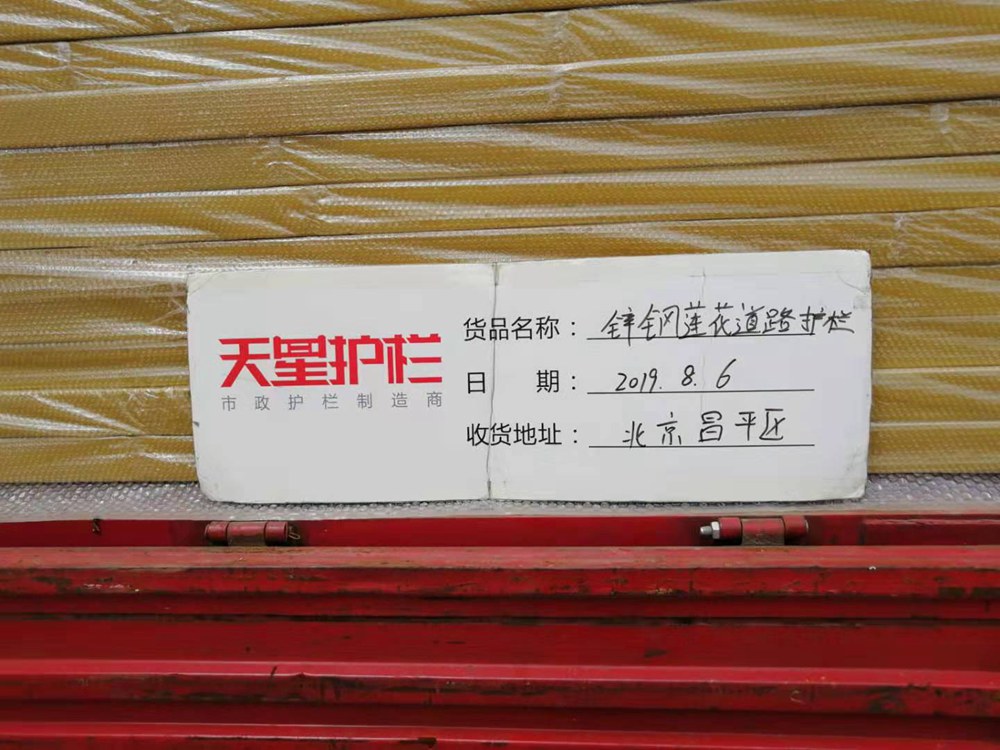 天星护栏
市政护栏制造商
货品名称：锌钢莲花道路护栏
日 期：2019.8.6
收货地址：北京昌平区